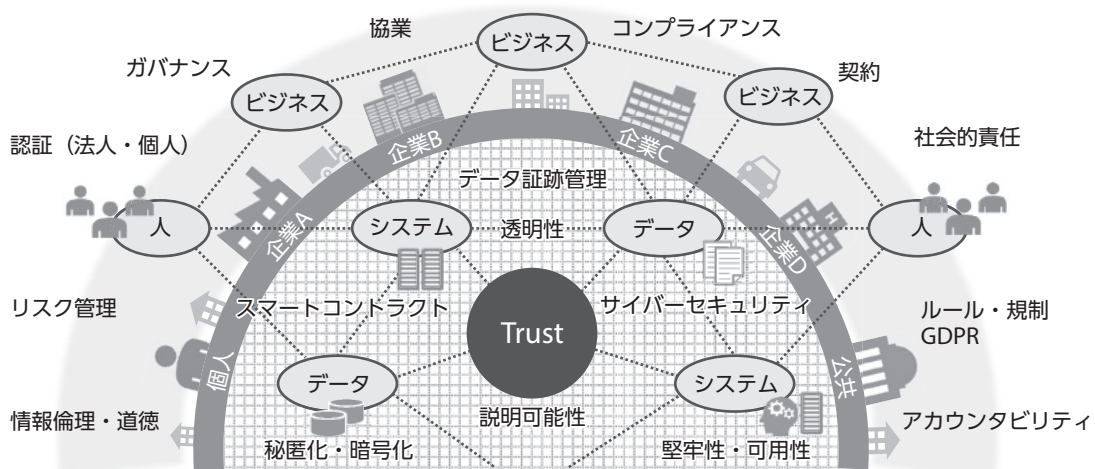 協業
ビジネス
コンプライアンス
ガバナンス
ビジネス
契約
ビジネス
認証（法人・個人）
企業B
企業C
社会的責任
データ証跡管理
人
企業A
システム
透明性
データ
企業D
人
リスク管理
スマートコントラクト
サイバーセキュリティ
ルール・規制
GDPR
Trust
個人
データ
システム
公共
情報倫理・道徳
説明可能性
アカウンタビリティ
秘匿化・暗号化
堅牢性・可用性
H